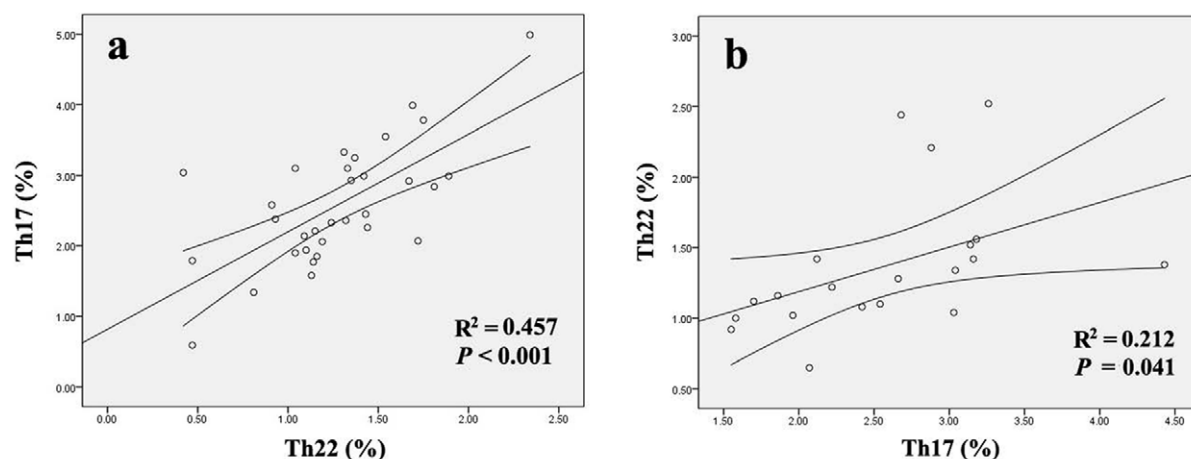 a
5.00
4.00
3.00
2.00
1.00
0.00
Th17 (%)
R² = 0.457
P < 0.001
0.00 0.50 1.00 1.50 2.00 2.50
Th22 (%)
b
3.00
2.50
2.00
1.50
1.00
0.50
Th22 (%)
R² = 0.212
P = 0.041
1.50 2.00 2.50 3.00 3.50 4.00 4.50
Th17 (%)